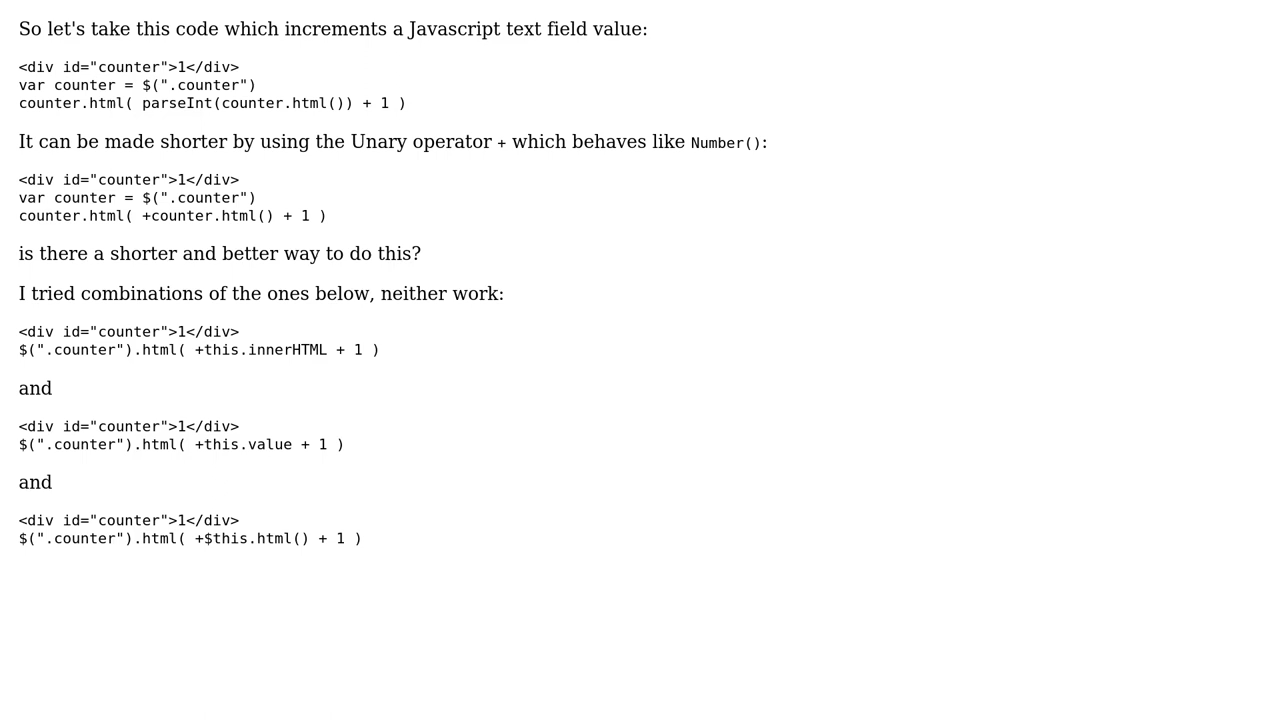 So let's take this code which increments a Javascript text field value:
<div id="counter">1</div>
var counter = $(".counter")
counter.html( parseInt(counter.html()) + 1 )
It can be made shorter by using the Unary operator + which behaves like Number():
<div id="counter">1</div>
var counter = $(".counter")
counter.html( +counter.html() + 1 )
is there a shorter and better way to do this?
I tried combinations of the ones below, neither work:
<div id="counter">1</div>
$(".counter").html( +this.innerHTML + 1 )
and
<div id="counter">1</div>
$(".counter").html( +this.value + 1 )
and
<div id="counter">1</div>
$(".counter").html( +$this.html() + 1 )